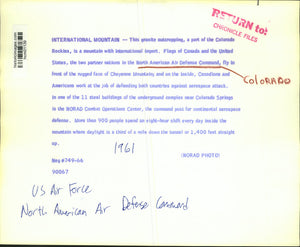 RETURN to:
CHRONICLE FILES
INTERNATIONAL MOUNTAIN -- This granite outcropping, a part of the Colorado
Rockies, is a mountain with international import. Flags of Canada and the United
States, the two partner nations in the North American Air Defense Command, fly in
front of the rugged face of Cheyenne Mountain; and on the inside, Canadians and
Americans work at the job of defending both countries against aerospace attack.
In one of the 11 steel buildings of the underground complex near Colorado Springs
is the NORAD Combat Operations Center, the command post for continental aerospace
defense. More than 900 people spend an eight-hour shift every day inside the
mountain where daylight is a third of a mile down the tunnel or 1,400 feet straight
up.
COLORADO
1961
(NORAD PHOTO)
Neg #349-66
90067
US Air Force
North American Air Defense Command